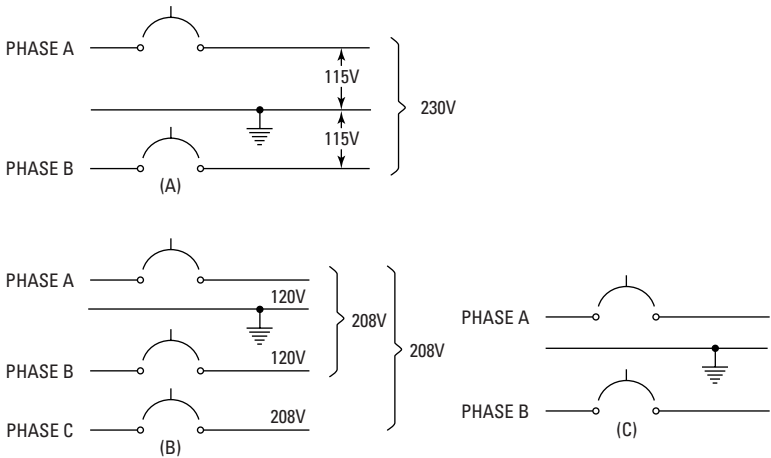 PHASE A
115V
230V
115V
PHASE B
(A)
PHASE A
120V
208V
208V
120V
PHASE B
208V
PHASE C
(B)
PHASE A
PHASE B
(C)